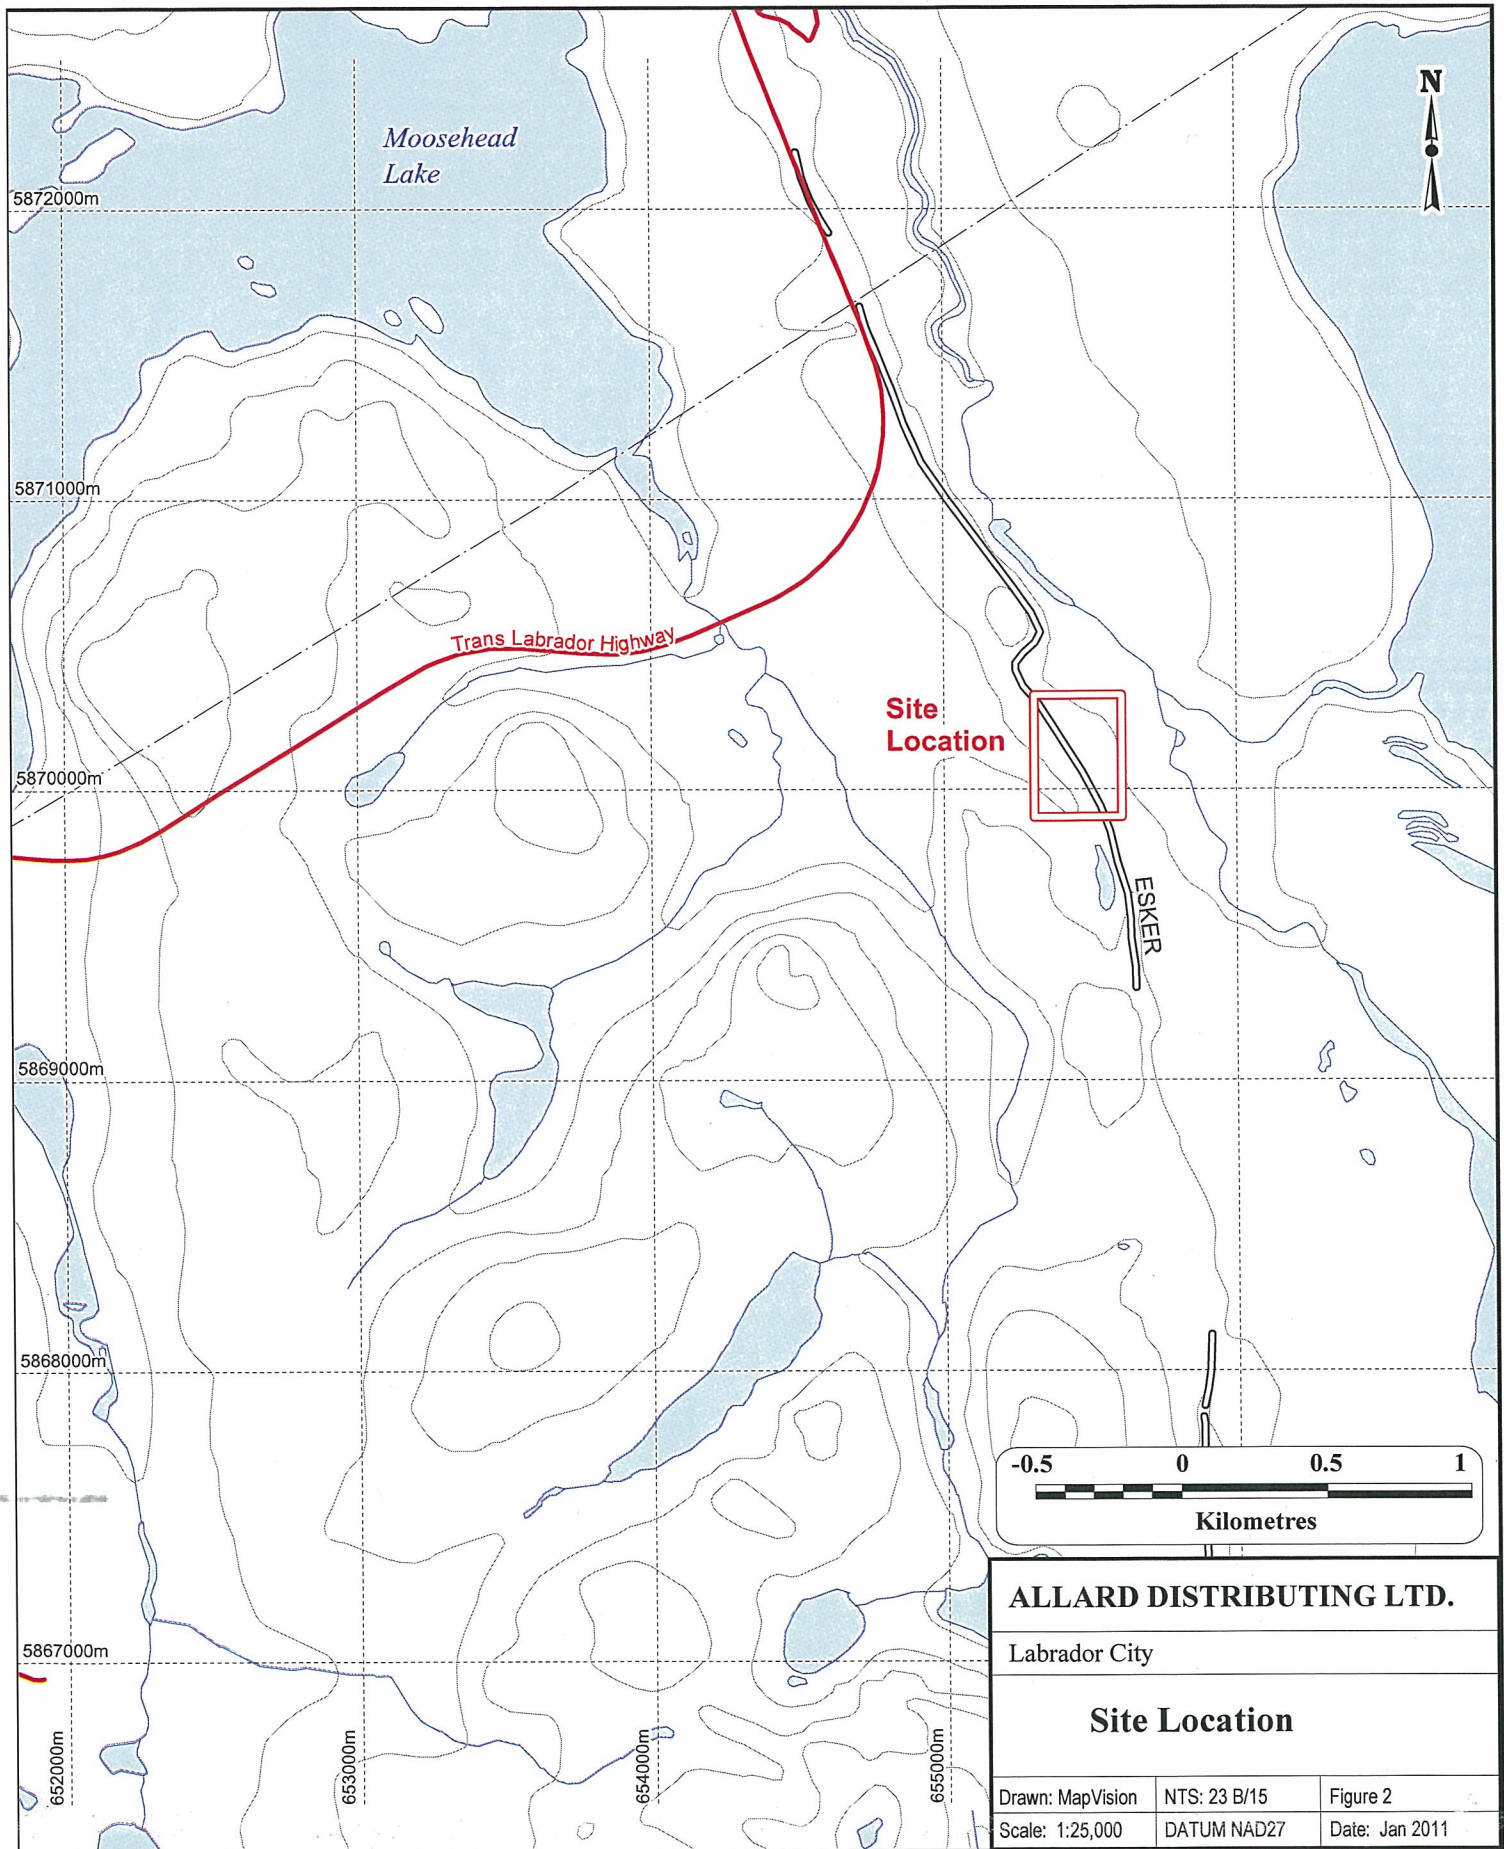 N
Moosehead
Lake
5872000m
5871000m
Trans Labrador Highway
Site
Location
5870000m
ESKER
5869000m
5868000m
-0.5 0 0.5 1
Kilometres
5867000m
652000m
653000m
654000m
655000m
ALLARD DISTRIBUTING LTD.
Labrador City
Site Location
Drawn: MapVision NTS: 23 B/15 Figure 2
Scale: 1:25,000 DATUM NAD27 Date: Jan 2011